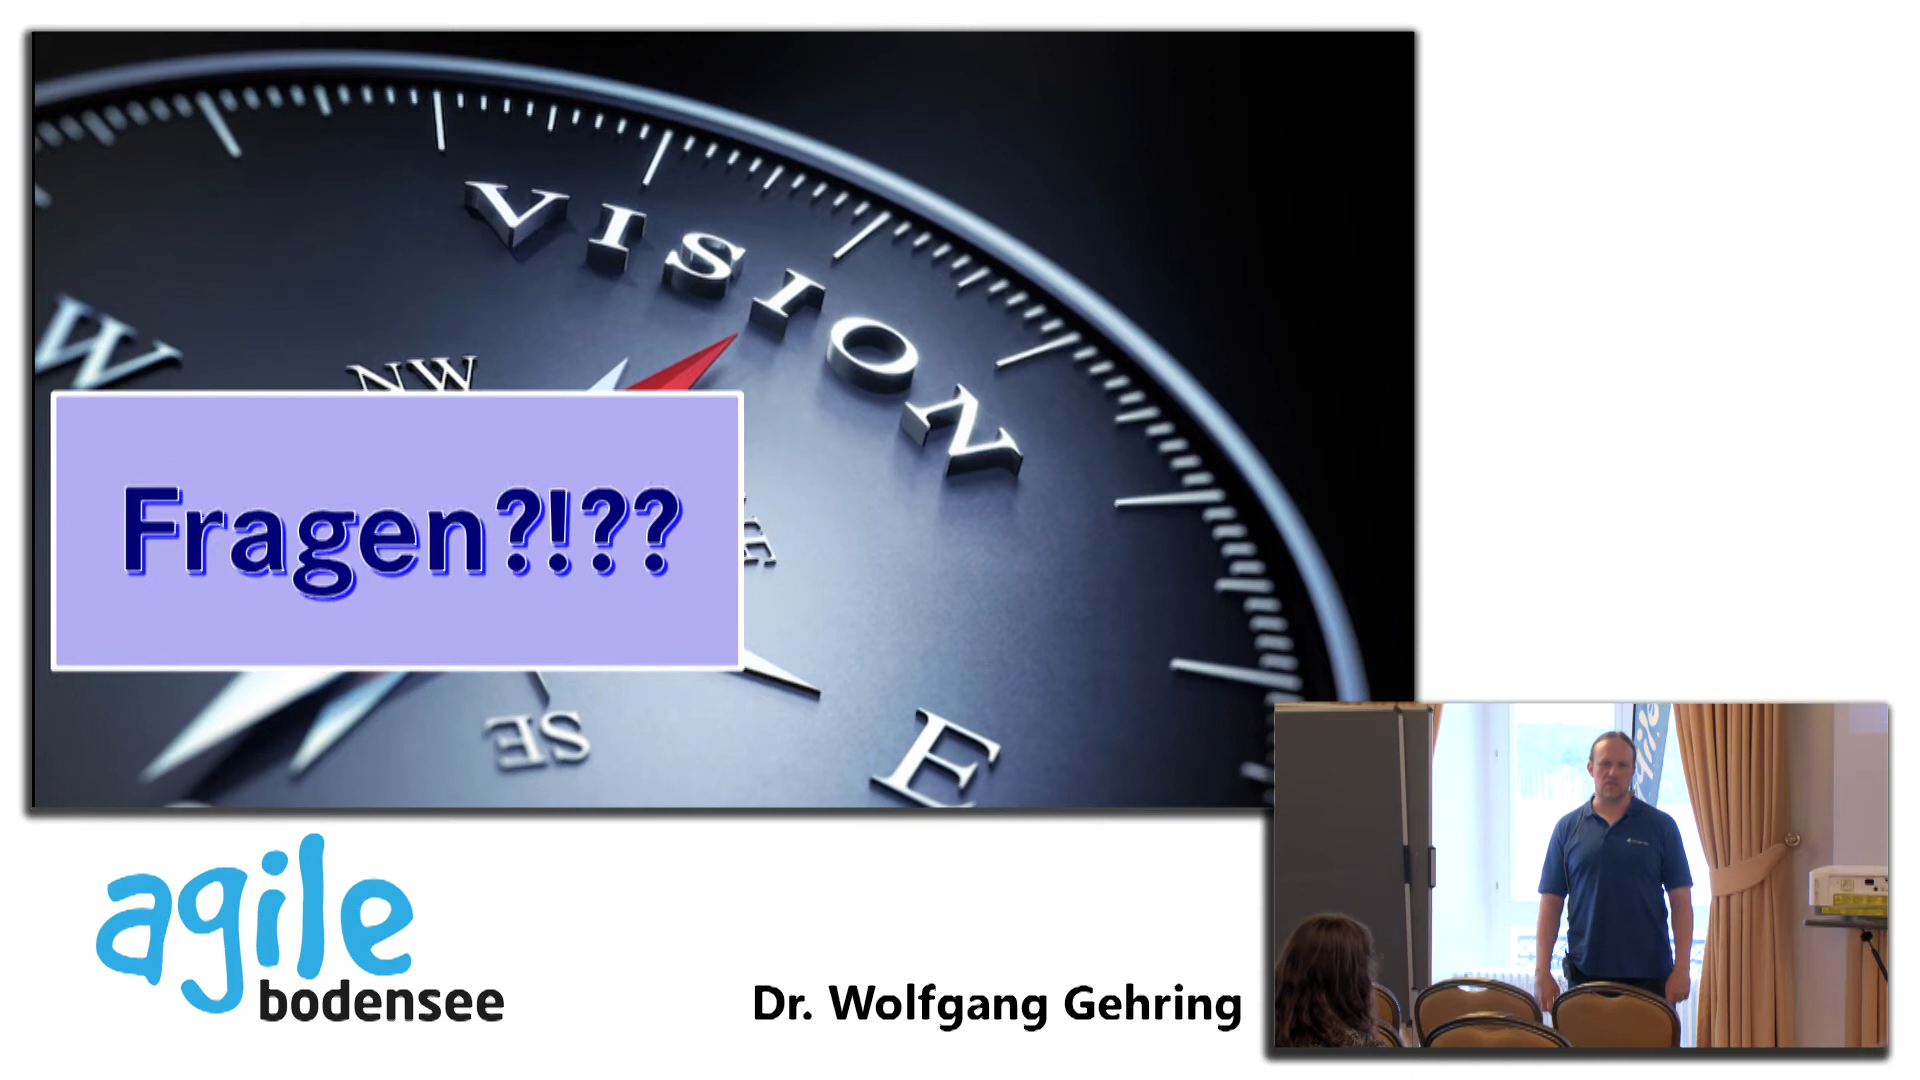 VISION
W
NW
Fragen?!??
SE
E
agile
bodensee
Dr. Wolfgang Gehring